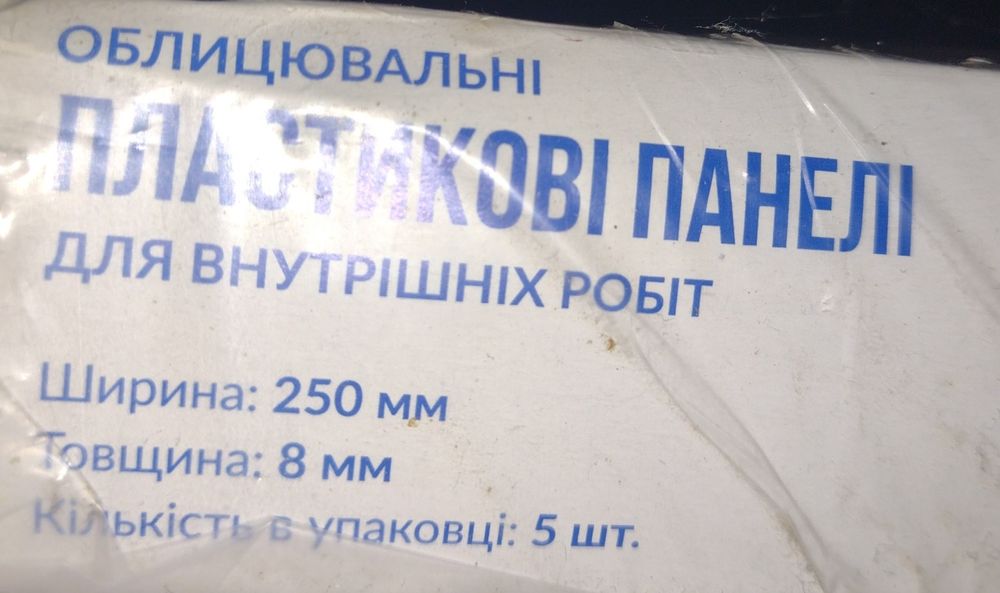 ОБЛИЦЮВАЛЬНІ
ПЛАСТИКОВІ ПАНЕЛІ
ДЛЯ ВНУТРІШНІХ РОБІТ
Ширина: 250 мм
Товщина: 8 мм
Кількість в упаковці: 5 шт.